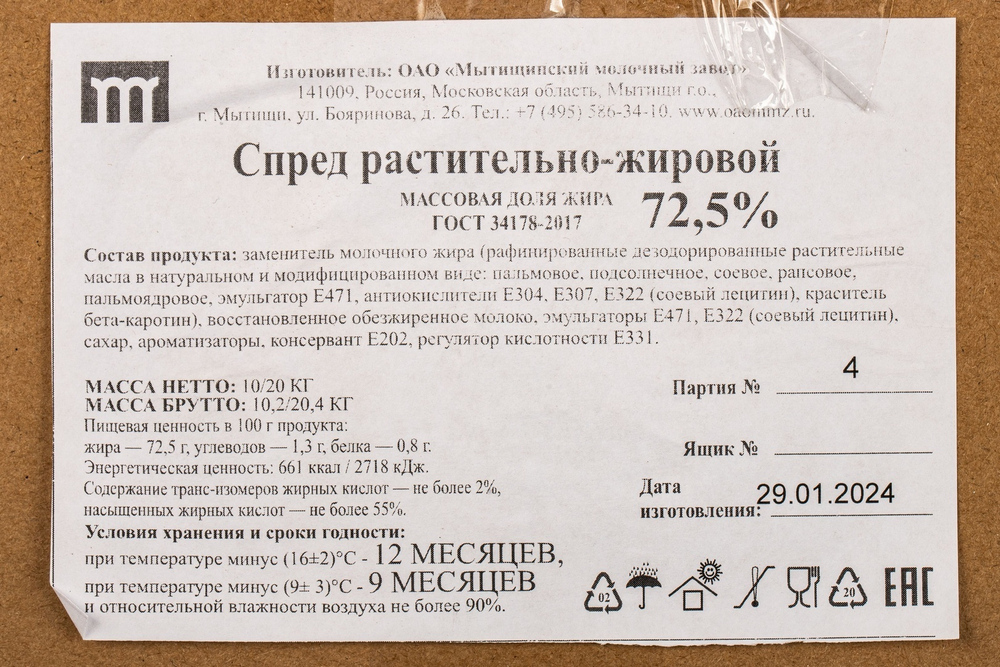 Изготовитель: ОАО «Мытищинский молочный завод»
141009, Россия, Московская область, Мытищи г.о.,
г. Мытищи, ул. Бояринова, д. 26. Тел.: +7 (495) 586-34-10. www.oaommz.ru.
Спред растительно-жировой
МАССОВАЯ ДОЛЯ ЖИРА 72,5%
ГОСТ 34178-2017
Состав продукта: заменитель молочного жира (рафинированные дезодорированные растительные
масла в натуральном и модифицированном виде: пальмовое, подсолнечное, соевое, рапсовое,
пальмоядровое, эмульгатор Е471, антиокислители Е304, Е307, Е322 (соевый лецитин), краситель
бета-каротин), восстановленное обезжиренное молоко, эмульгаторы Е471, Е322 (соевый лецитин),
сахар, ароматизаторы, консервант Е202, регулятор кислотности Е331.
МАССА НЕТТО: 10/20 КГ
МАССА БРУТТО: 10,2/20,4 КГ
Пищевая ценность в 100 г продукта:
жира — 72,5 г, углеводов — 1,3 г, белка — 0,8 г.
Энергетическая ценность: 661 ккал / 2718 кДж.
Содержание транс-изомеров жирных кислот — не более 2%,
насыщенных жирных кислот — не более 55%.
Условия хранения и сроки годности:
при температуре минус (16±2)°С - 12 МЕСЯЦЕВ,
при температуре минус (9± 3)°С - 9 МЕСЯЦЕВ
и относительной влажности воздуха не более 90%.
Партия № 4
Ящик №
Дата
изготовления: 29.01.2024
02
20
ЕАС